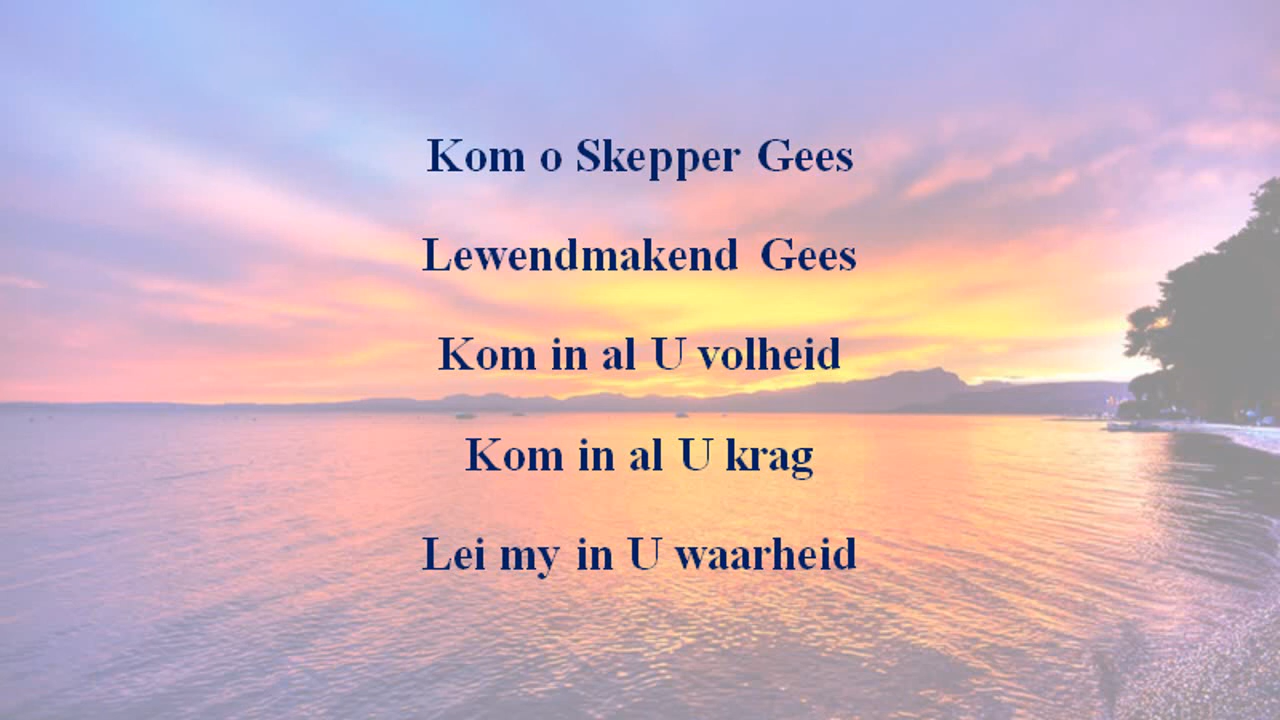 Kom o Skepper Gees
Lewendmakend Gees
Kom in al U volheid
Kom in al U krag
Lei my in U waarheid